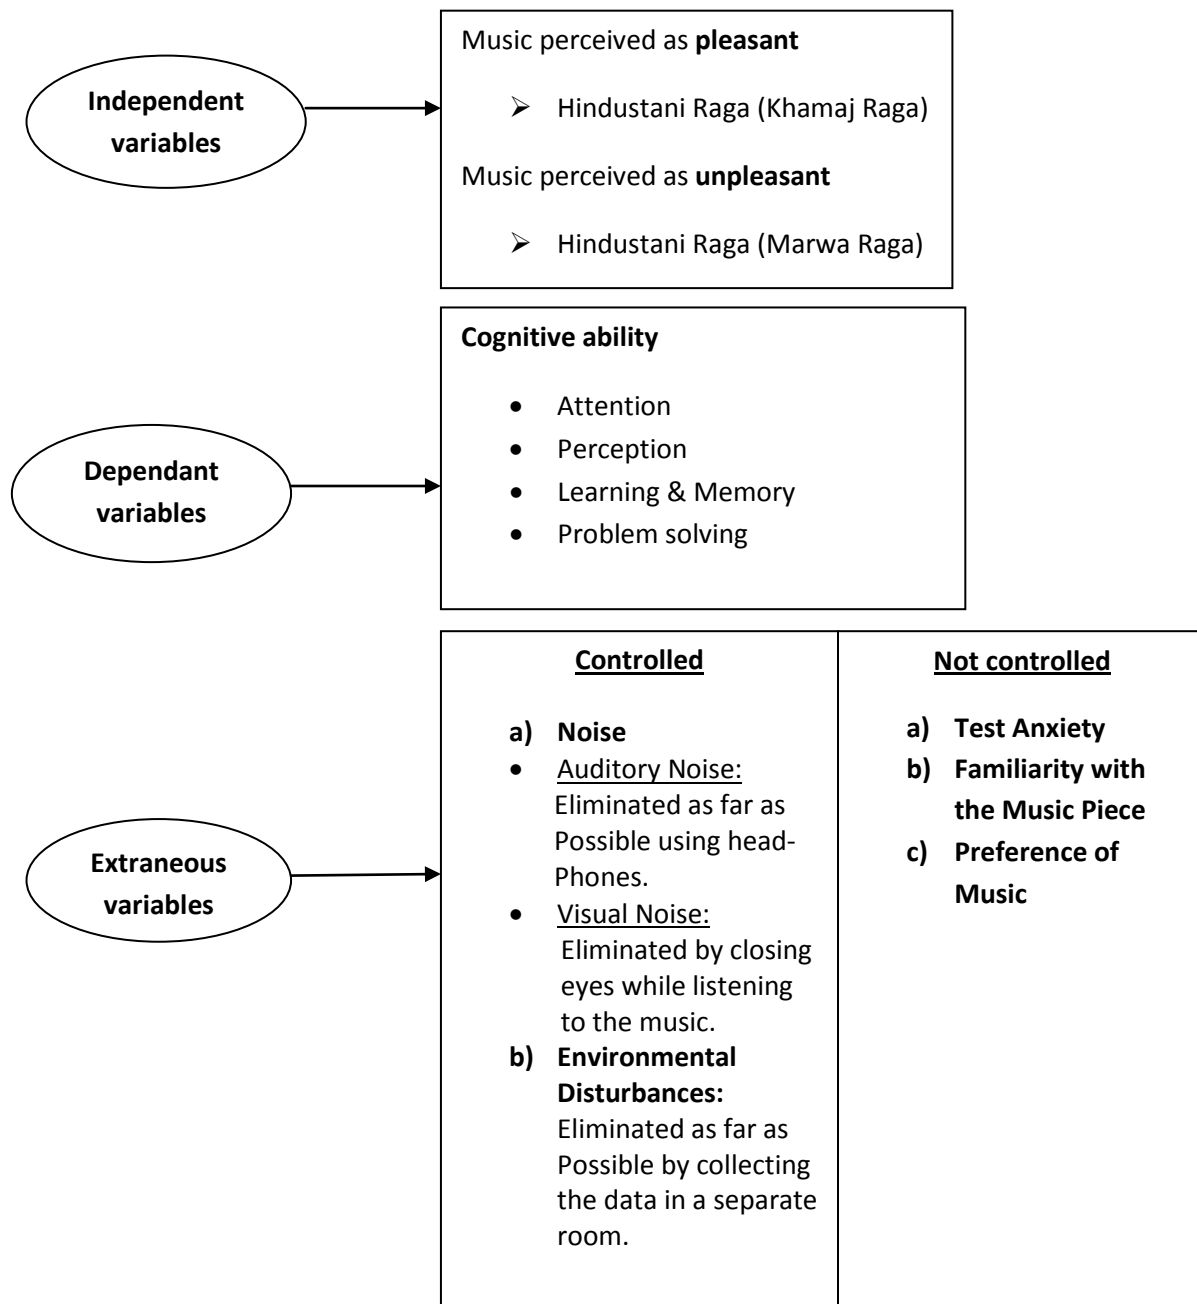 Independent
variables
Music perceived as pleasant
➢ Hindustani Raga (Khamaj Raga)
Music perceived as unpleasant
➢ Hindustani Raga (Marwa Raga)
Dependant
variables
Cognitive ability
• Attention
• Perception
• Learning & Memory
• Problem solving
Extraneous
variables
Controlled
a) Noise
• Auditory Noise:
Eliminated as far as
Possible using head-
Phones.
• Visual Noise:
Eliminated by closing
eyes while listening
to the music.
b) Environmental
Disturbances:
Eliminated as far as
Possible by collecting
the data in a separate
room.
Not controlled
a) Test Anxiety
b) Familiarity with
the Music Piece
c) Preference of
Music